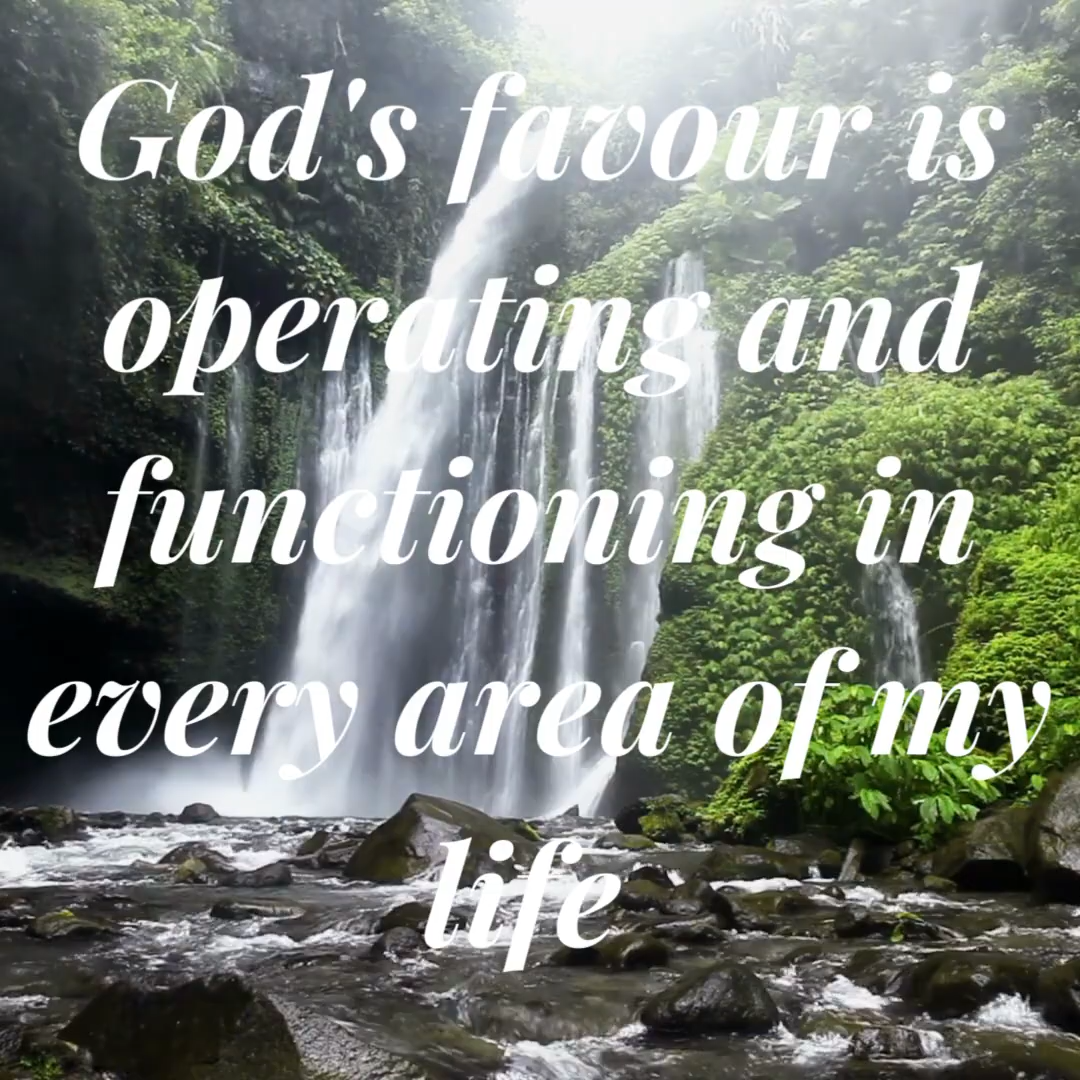 God's favour is
operating and
functioning in
every area of my
life